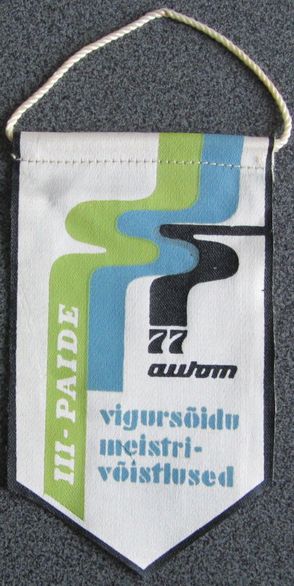 III-PAIDE
77
autom
vigursõidu
meistri-
võistlused